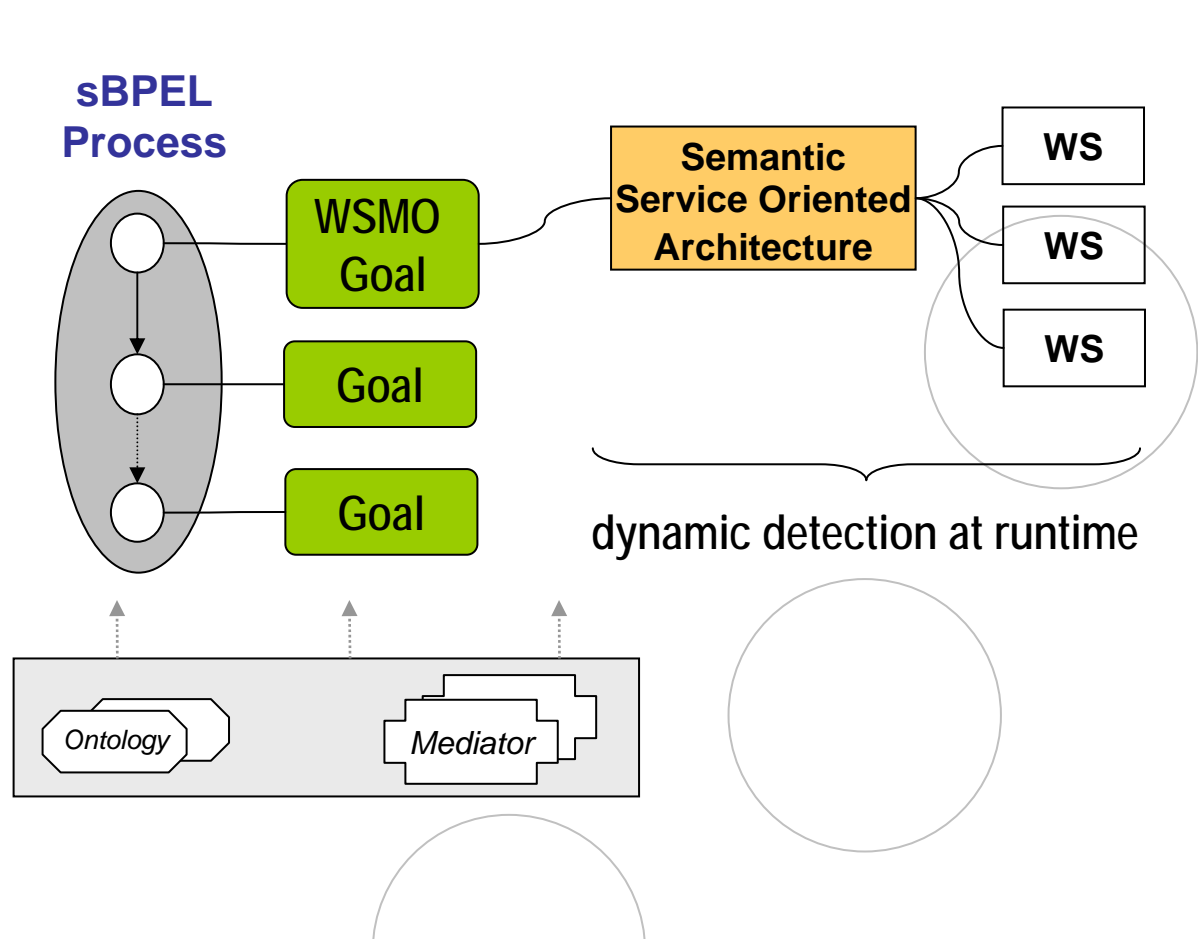 sBPEL
Process
WSMO
Goal
Goal
Goal
Semantic
Service Oriented
Architecture
WS
WS
WS
dynamic detection at runtime
Ontology
Mediator